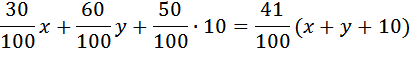 30/100 x + 60/100 y + 50/100 · 10 = 41/100 (x + y + 10)